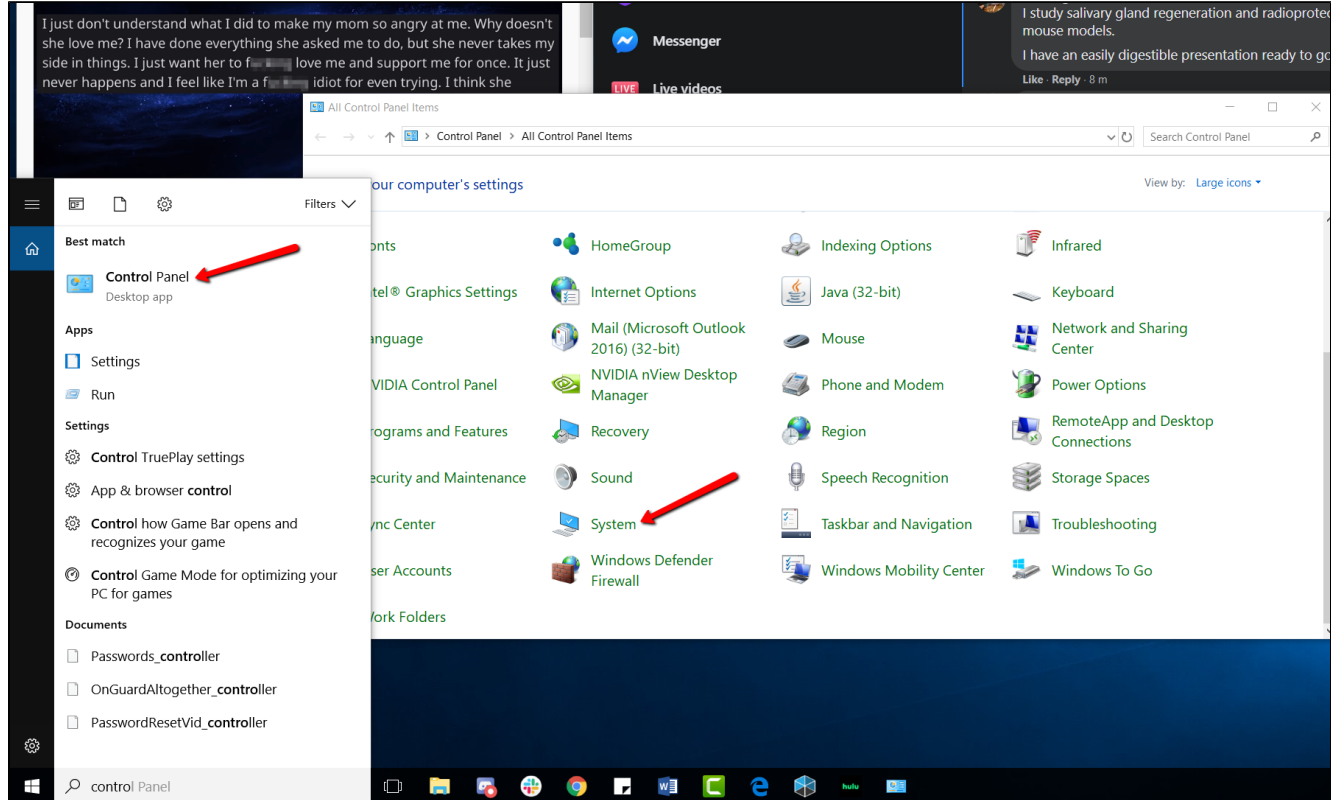 I just don't understand what I did to make my mom so angry at me. Why doesn't
she love me? I have done everything she asked me to do, but she never takes my
side in things. I just want her to f love me and support me for once. It just
never happens and I feel like I'm a f idiot for even trying. I think she
Messenger
LIVE Live videos
I study salivary gland regeneration and radioprotec
mouse models.
I have an easily digestible presentation ready to go
Like · Reply · 8 m
All Control Panel Items
Control Panel > All Control Panel Items
Search Control Panel
our computer's settings
View by: Large icons
onts
HomeGroup
Indexing Options
Infrared
ntel® Graphics Settings
Internet Options
Java (32-bit)
Keyboard
anguage
Mail (Microsoft Outlook
2016) (32-bit)
Mouse
Network and Sharing
Center
VIDIA Control Panel
NVIDIA nView Desktop
Manager
Phone and Modem
Power Options
rograms and Features
Recovery
Region
RemoteApp and Desktop
Connections
ecurity and Maintenance
Sound
Speech Recognition
Storage Spaces
ync Center
System
Taskbar and Navigation
Troubleshooting
ser Accounts
Windows Defender
Firewall
Windows Mobility Center
Windows To Go
Work Folders
Filters
Best match
Control Panel
Desktop app
Apps
Settings
Run
Settings
Control TruePlay settings
App & browser control
Control how Game Bar opens and
recognizes your game
Control Game Mode for optimizing your
PC for games
Documents
Passwords_controller
OnGuardAltogether_controller
PasswordResetVid_controller
control Panel
hulu